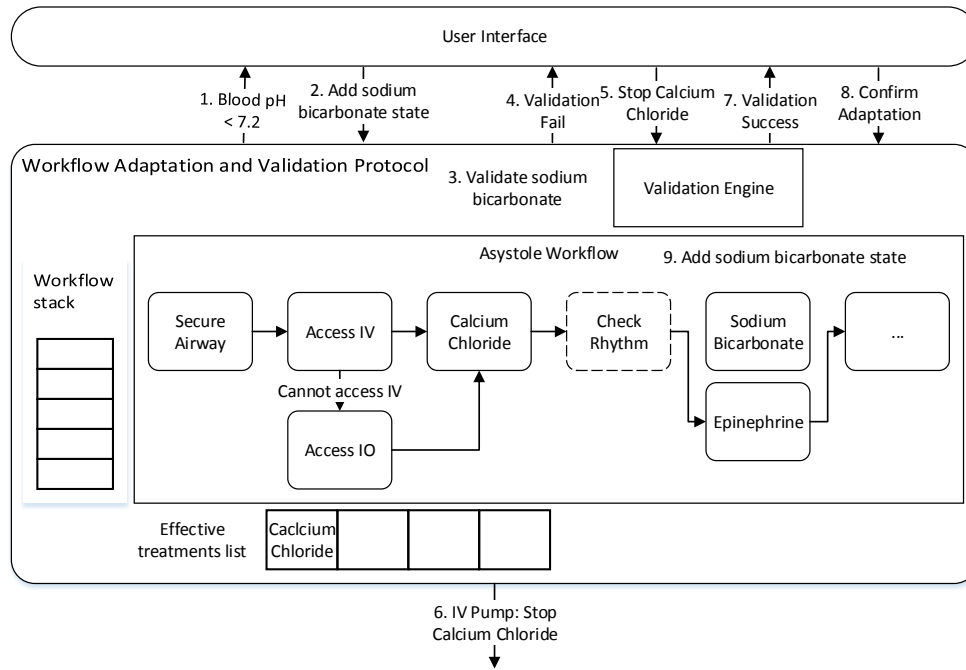 User Interface
1. Blood pH
< 7.2
2. Add sodium
bicarbonate state
4. Validation
Fail
5. Stop Calcium
Chloride
7. Validation
Success
8. Confirm
Adaptation
Workflow Adaptation and Validation Protocol
3. Validate sodium
bicarbonate
Validation Engine
Asystole Workflow
9. Add sodium bicarbonate state
Workflow
stack
Secure
Airway
Access IV
Calcium
Chloride
Check
Rhythm
Sodium
Bicarbonate
...
Cannot access IV
Access IO
Epinephrine
Effective
treatments list
Caclcium
Chloride
6. IV Pump: Stop
Calcium Chloride